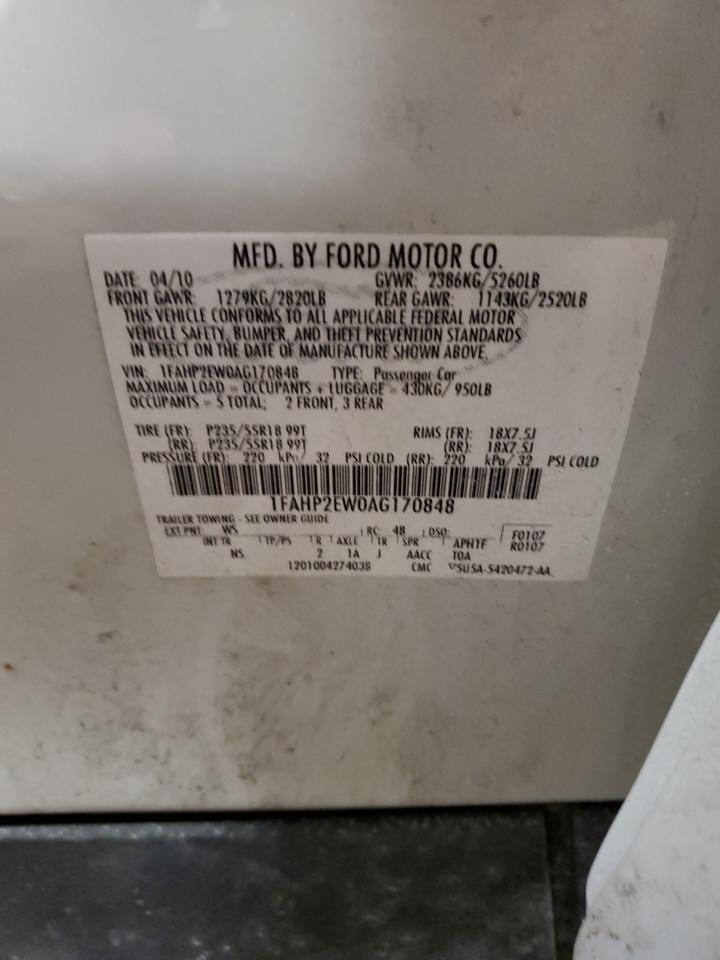 MFD. BY FORD MOTOR CO.
DATE: 04/10 GVWR: 2386KG/5260LB
FRONT GAWR: 1279KG/2820LB REAR GAWR: 1143KG/2520LB
THIS VEHICLE CONFORMS TO ALL APPLICABLE FEDERAL MOTOR
VEHICLE SAFETY, BUMPER, AND THEFT PREVENTION STANDARDS
IN EFFECT ON THE DATE OF MANUFACTURE SHOWN ABOVE.
VIN: 1FAHP2EW0AG170848 TYPE: Passenger Car
MAXIMUM LOAD = OCCUPANTS + LUGGAGE = 430KG/ 950LB
OCCUPANTS = 5 TOTAL; 2 FRONT, 3 REAR
TIRE (FR): P235/55R18 99T RIMS (FR): 18X7.5J
(RR): P235/55R18 99T (RR): 18X7.5J
PRESSURE (FR): 220 kPa/ 32 PSI COLD (RR): 220 kPa/ 32 PSI COLD
1FAHP2EW0AG170848
TRAILER TOWING - SEE OWNER GUIDE
EXT PNT: WS RC: 48 DSO: F0107
INT TR TP/PS R AXLE TR SPR APHTF R0107
NS 2 1A J AACC TOA
1201004274038 CMC